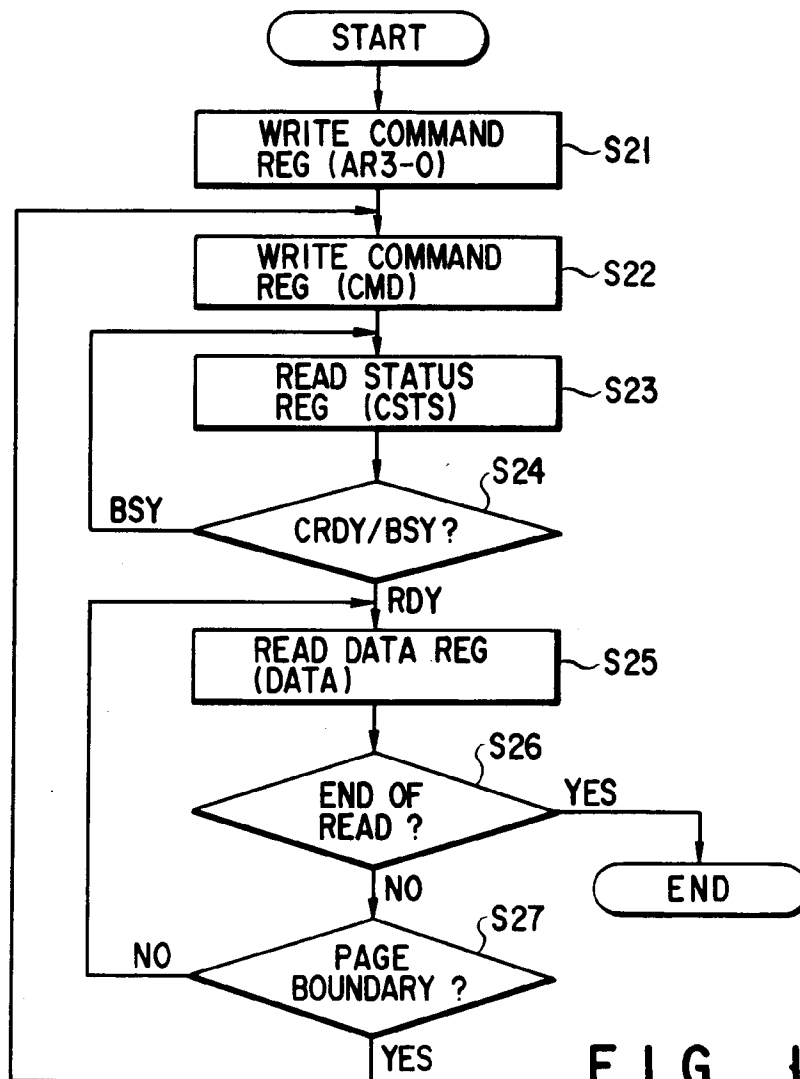 START
WRITE COMMAND
REG (AR3-0)
S21
WRITE COMMAND
REG (CMD)
S22
READ STATUS
REG (CSTS)
S23
S24
BSY
CRDY/BSY?
RDY
READ DATA REG
(DATA)
S25
S26
END OF
READ ?
YES
END
NO
S27
NO
PAGE
BOUNDARY ?
YES
FIG.